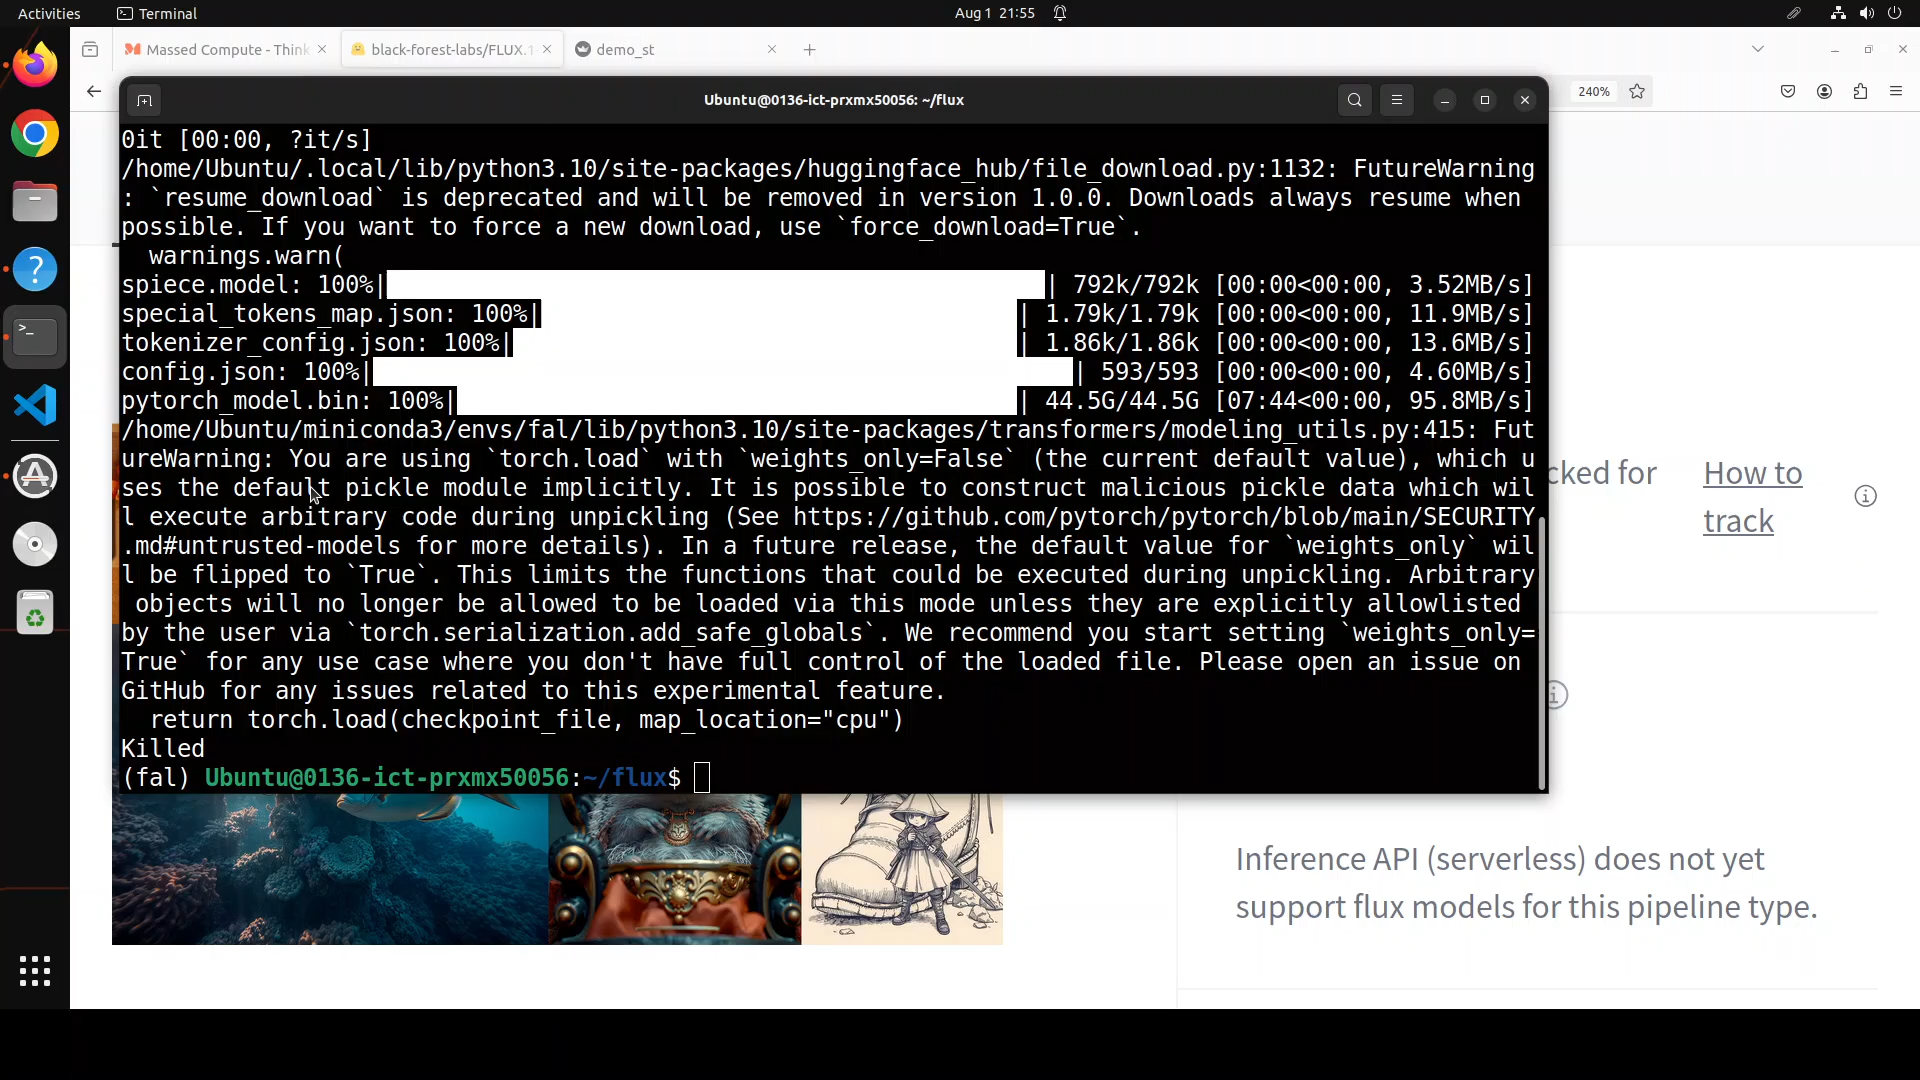 Activities
Terminal
Aug 1 21:55
Massed Compute - Think
black-forest-labs/FLUX.1
demo_st
Ubuntu@0136-ict-prxmx50056: ~/flux
240%
0it [00:00, ?it/s]
/home/Ubuntu/.local/lib/python3.10/site-packages/huggingface_hub/file_download.py:1132: FutureWarning
: `resume_download` is deprecated and will be removed in version 1.0.0. Downloads always resume when
possible. If you want to force a new download, use `force_download=True`.
warnings.warn(
spiece.model: 100%| | 792k/792k [00:00<00:00, 3.52MB/s]
special_tokens_map.json: 100%| | 1.79k/1.79k [00:00<00:00, 11.9MB/s]
tokenizer_config.json: 100%| | 1.86k/1.86k [00:00<00:00, 13.6MB/s]
config.json: 100%| | 593/593 [00:00<00:00, 4.60MB/s]
pytorch_model.bin: 100%| | 44.5G/44.5G [07:44<00:00, 95.8MB/s]
/home/Ubuntu/miniconda3/envs/fal/lib/python3.10/site-packages/transformers/modeling_utils.py:415: Fut
ureWarning: You are using `torch.load` with `weights_only=False` (the current default value), which u
ses the default pickle module implicitly. It is possible to construct malicious pickle data which wil
l execute arbitrary code during unpickling (See https://github.com/pytorch/pytorch/blob/main/SECURITY
.md#untrusted-models for more details). In a future release, the default value for `weights_only` wil
l be flipped to `True`. This limits the functions that could be executed during unpickling. Arbitrary
objects will no longer be allowed to be loaded via this mode unless they are explicitly allowlisted
by the user via `torch.serialization.add_safe_globals`. We recommend you start setting `weights_only=
True` for any use case where you don't have full control of the loaded file. Please open an issue on
GitHub for any issues related to this experimental feature.
return torch.load(checkpoint_file, map_location="cpu")
Killed
(fal) Ubuntu@0136-ict-prxmx50056:~/flux$
cked for
How to
track
Inference API (serverless) does not yet
support flux models for this pipeline type.